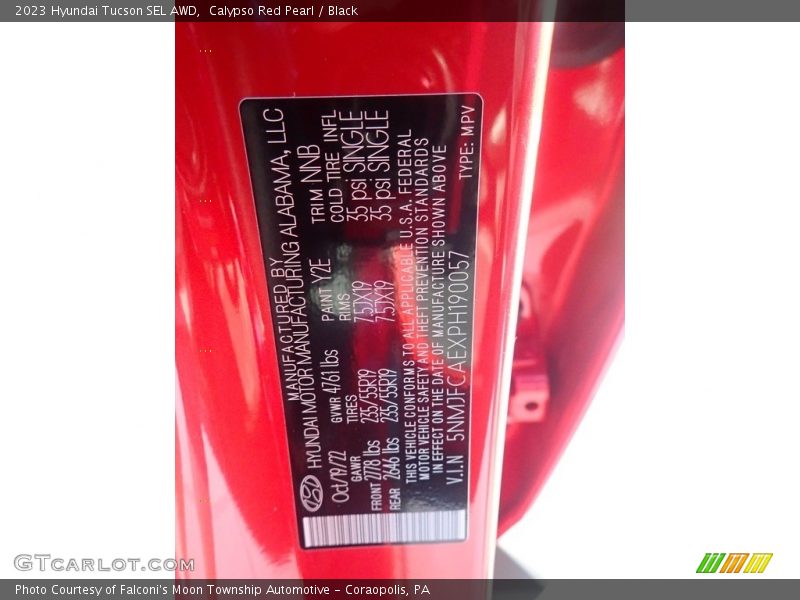 2023 Hyundai Tucson SEL AWD,  Calypso Red Pearl / Black
MANUFACTURED BY
HYUNDAI MOTOR MANUFACTURING ALABAMA, LLC
Oct/19/22 GVWR 4761 lbs PAINT Y2E TRIM NNB
GAWR TIRES RIMS COLD TIRE INFL
FRONT 2778 lbs 235/55R19 7.5JX19 35 psi SINGLE
REAR 2646 lbs 235/55R19 7.5JX19 35 psi SINGLE
THIS VEHICLE CONFORMS TO ALL APPLICABLE U.S.A. FEDERAL
MOTOR VEHICLE SAFETY AND THEFT PREVENTION STANDARDS
IN EFFECT ON THE DATE OF MANUFACTURE SHOWN ABOVE
V.I.N 5NMJFCAEXPH190057 TYPE: MPV
GTcarlot.com
Photo Courtesy of Falconi's Moon Township Automotive - Coraopolis, PA